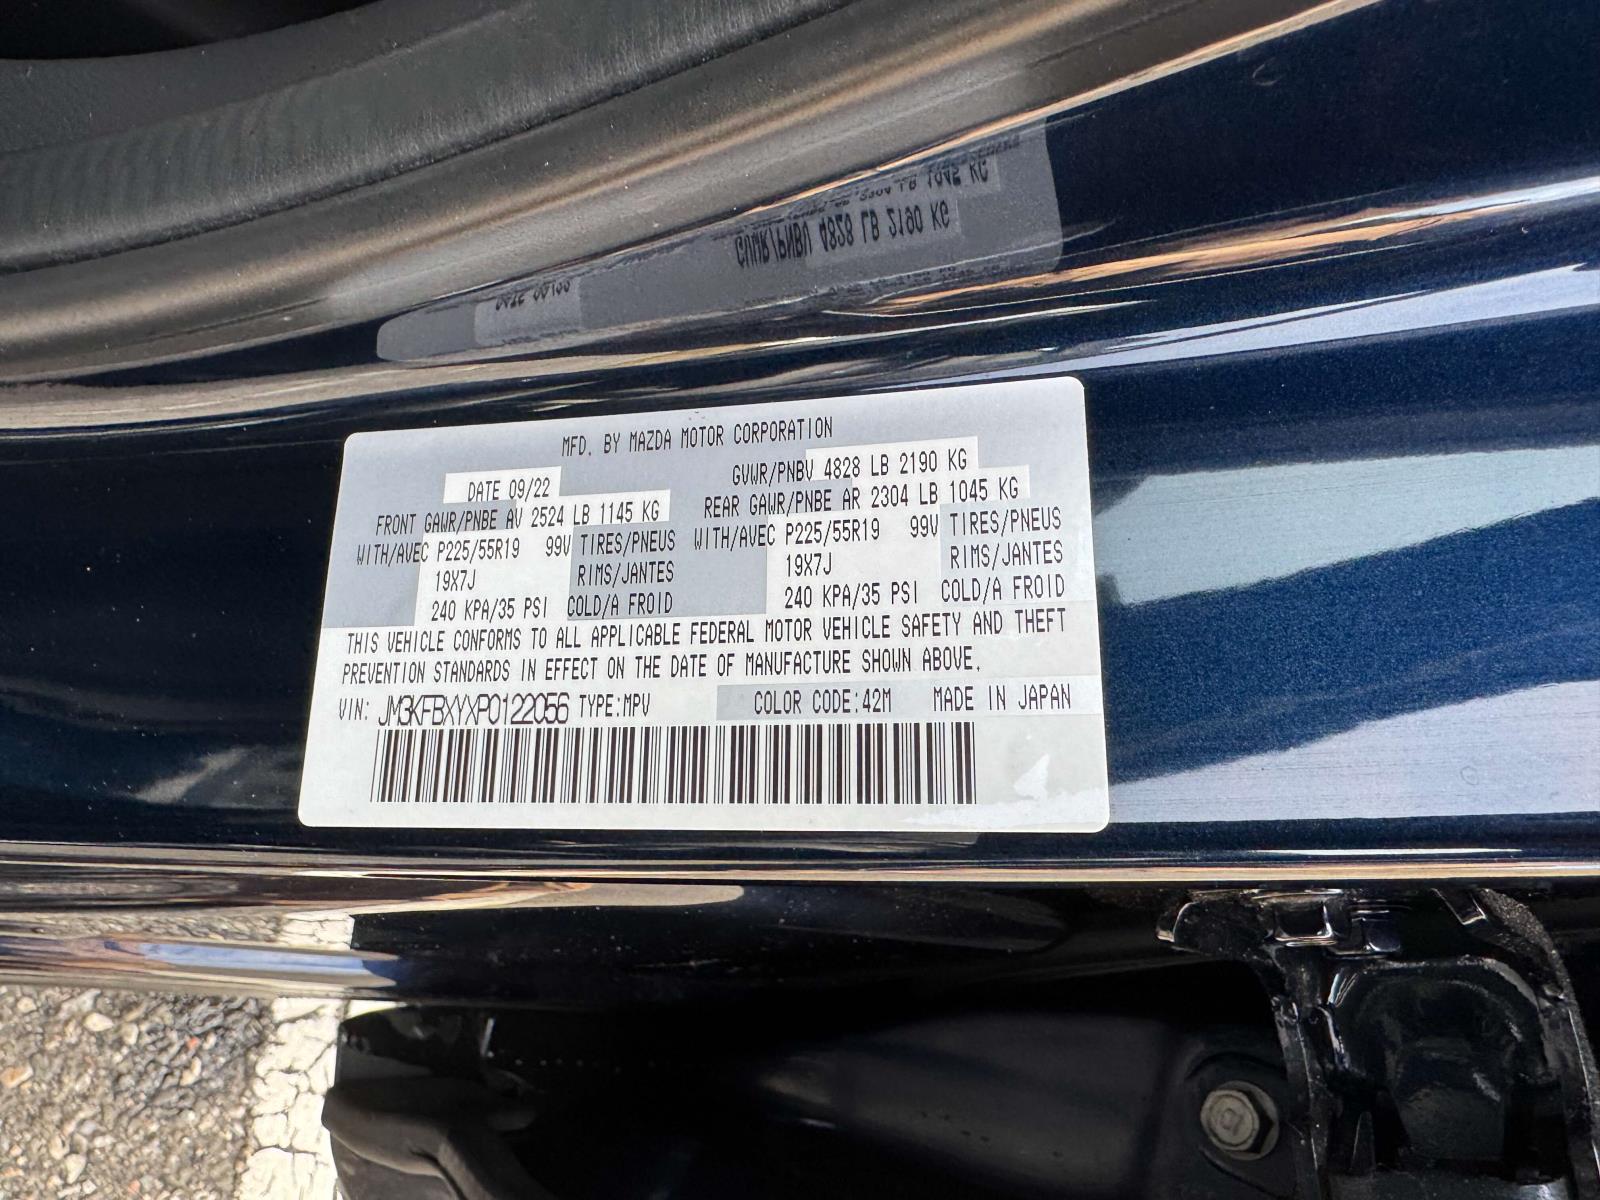 MFD. BY MAZDA MOTOR CORPORATION
DATE 09/22 GVWR/PNBV 4828 LB 2190 KG
FRONT GAWR/PNBE AV 2524 LB 1145 KG REAR GAWR/PNBE AR 2304 LB 1045 KG
WITH/AVEC P225/55R19 99V TIRES/PNEUS WITH/AVEC P225/55R19 99V TIRES/PNEUS
19X7J RIMS/JANTES 19X7J RIMS/JANTES
240 KPA/35 PSI COLD/A FROID 240 KPA/35 PSI COLD/A FROID
THIS VEHICLE CONFORMS TO ALL APPLICABLE FEDERAL MOTOR VEHICLE SAFETY AND THEFT
PREVENTION STANDARDS IN EFFECT ON THE DATE OF MANUFACTURE SHOWN ABOVE.
VIN: JM3KFBXYXP0122056 TYPE:MPV COLOR CODE:42M MADE IN JAPAN